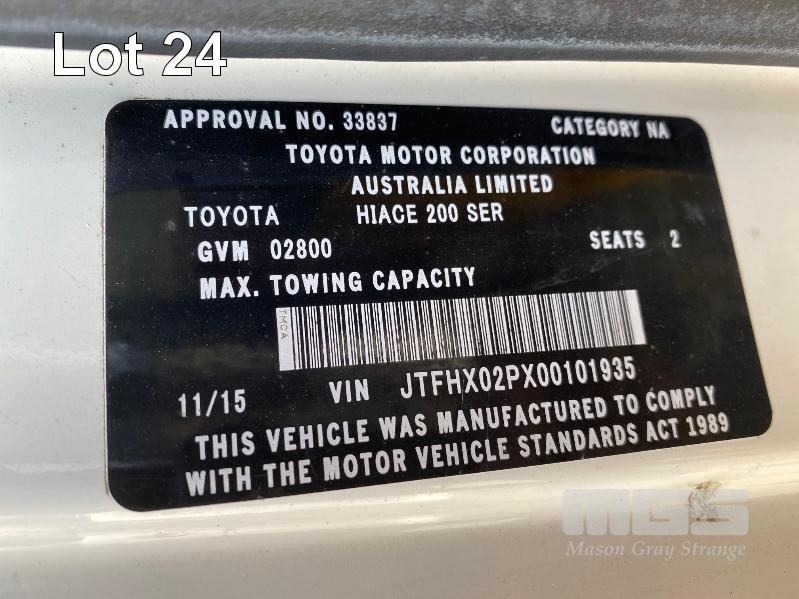 Lot 24
APPROVAL NO. 33837 CATEGORY NA
TOYOTA MOTOR CORPORATION
AUSTRALIA LIMITED
TOYOTA HIACE 200 SER
GVM 02800 SEATS 2
MAX. TOWING CAPACITY
TMCA
11/15 VIN JTFHX02PX00101935
THIS VEHICLE WAS MANUFACTURED TO COMPLY
WITH THE MOTOR VEHICLE STANDARDS ACT 1989
MGS
Mason Gray Strange